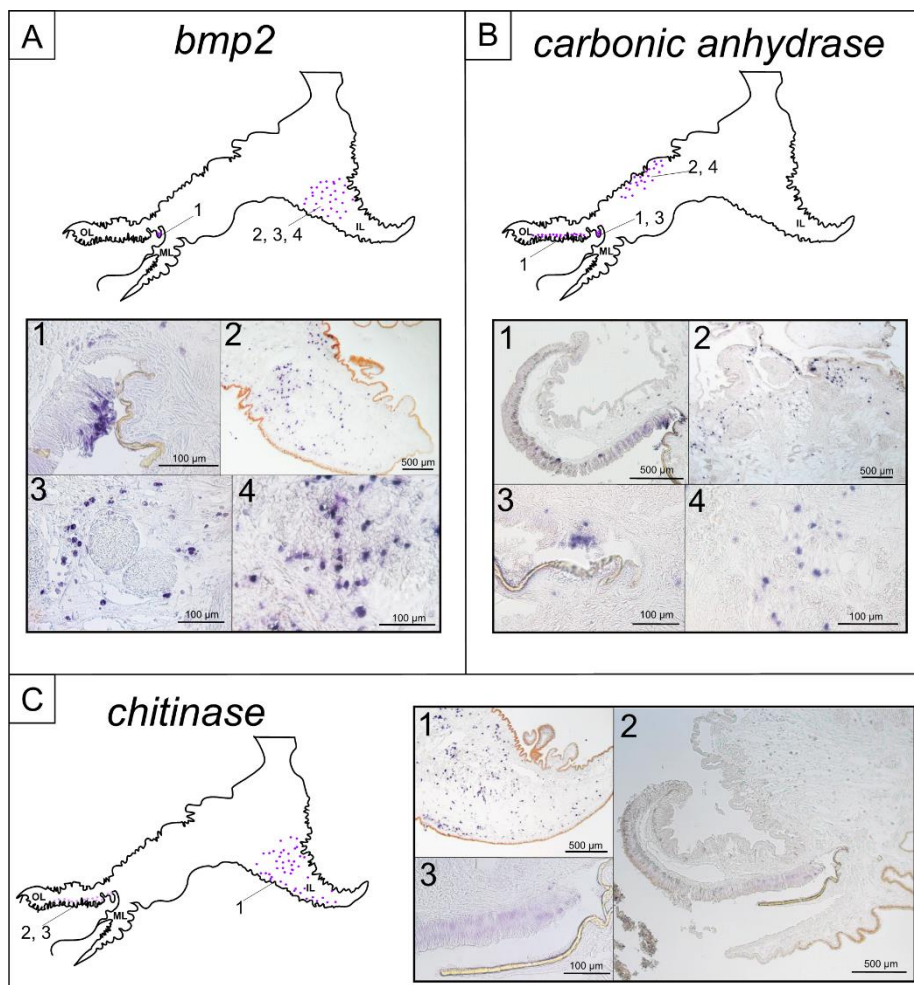 A
bmp2
1
2, 3, 4
OL
ML
IL
1
100 µm
2
500 µm
3
100 µm
4
100 µm
B
carbonic anhydrase
2, 4
1, 3
1
OL
ML
IL
1
500 µm
2
500 µm
3
100 µm
4
100 µm
C
chitinase
OL
ML
IL
1
2, 3
1
500 µm
2
500 µm
3
100 µm